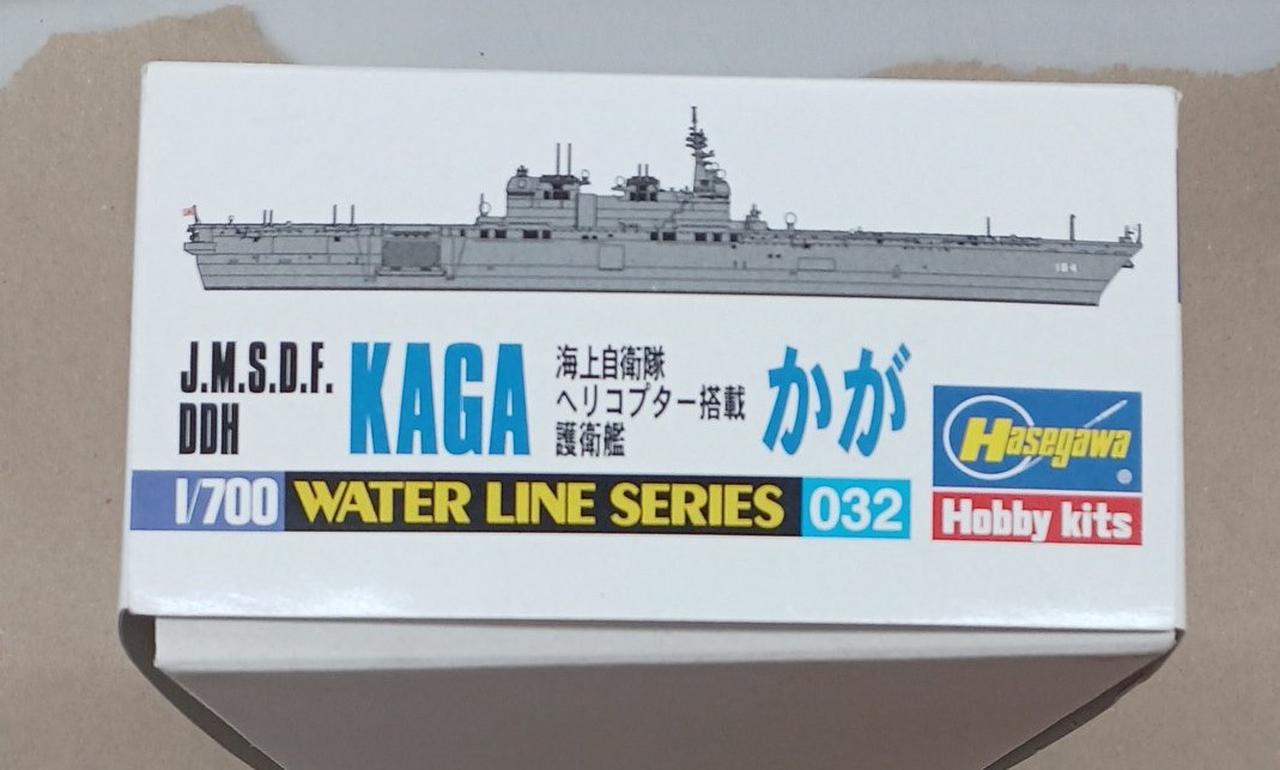 184
J.M.S.D.F.
DDH
KAGA
海上自衛隊
ヘリコプター搭載
護衛艦
かが
Hasegawa
®
Hobby kits
1/700 WATER LINE SERIES 032